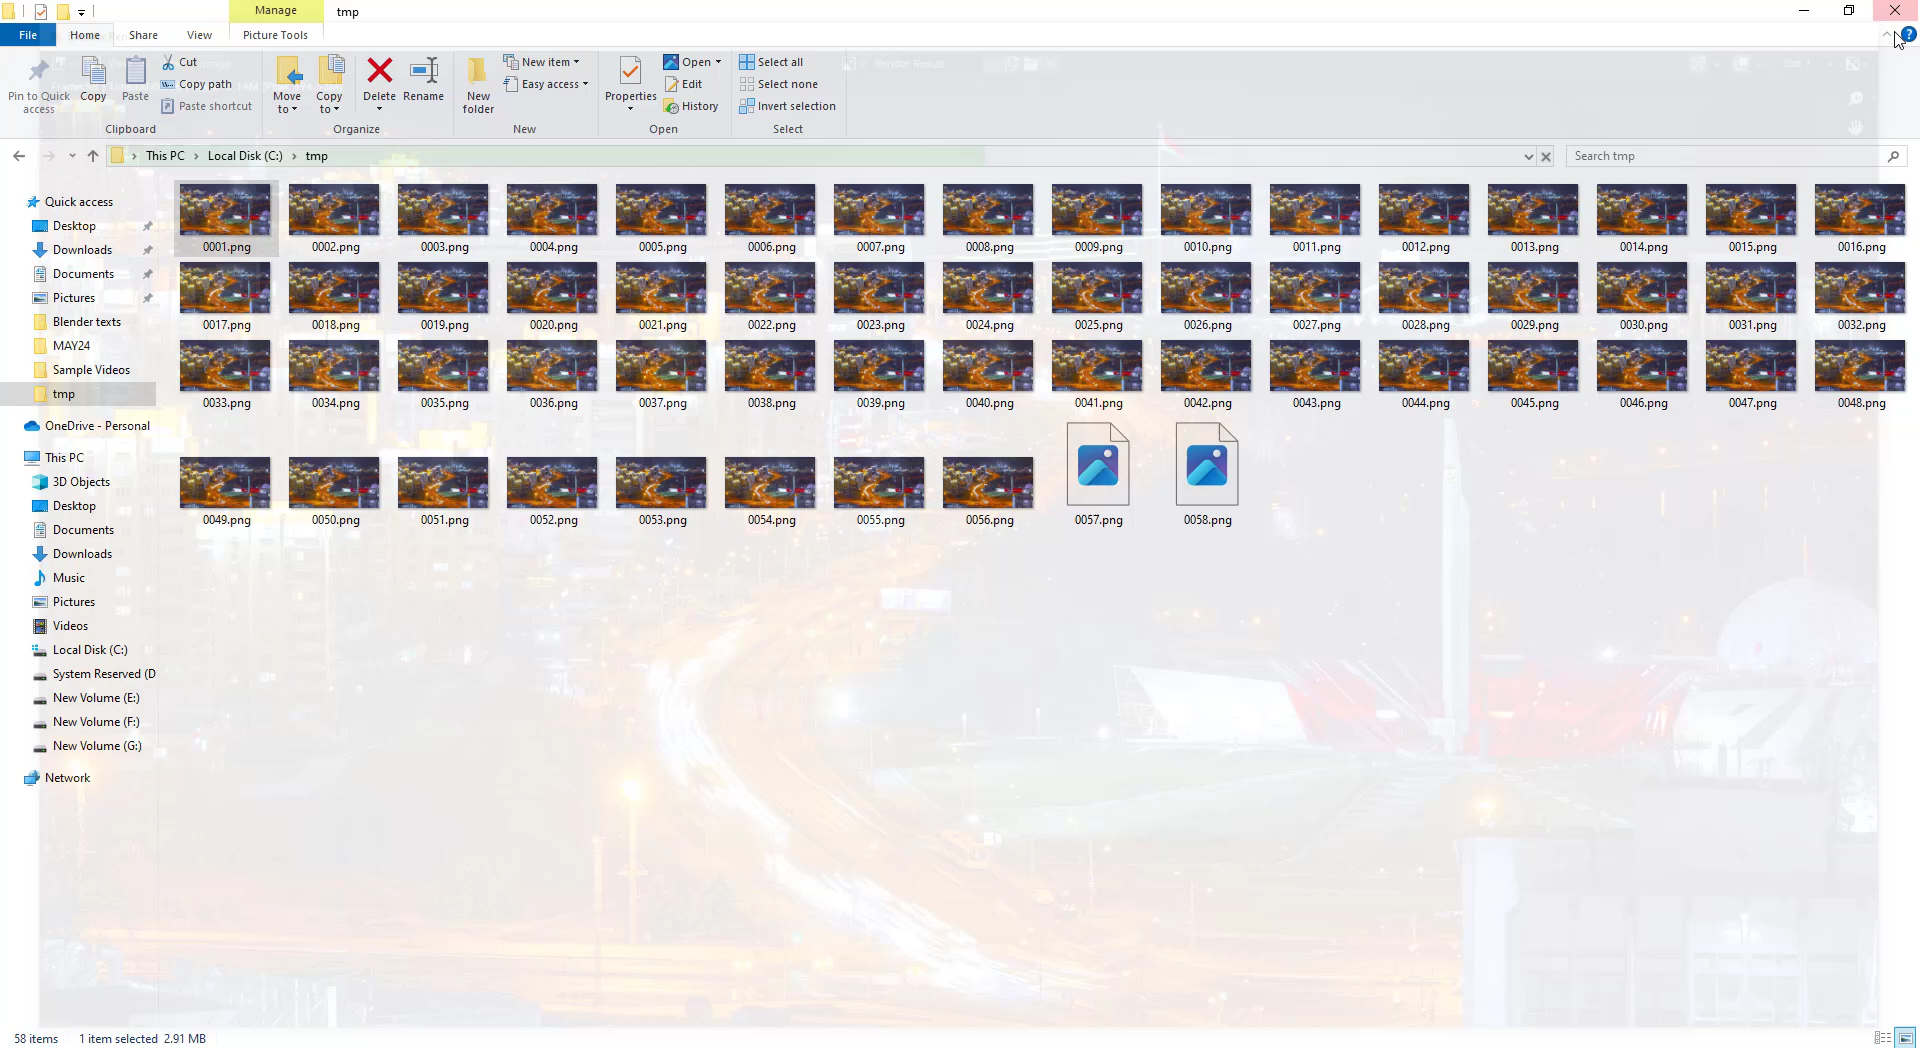 Manage
tmp
File
Home
Share
View
Picture Tools
Pin to Quick
access
Copy
Paste
Cut
Copy path
Paste shortcut
Clipboard
Move
to
Copy
to
Delete
Rename
Organize
New
folder
New item
Easy access
New
Properties
Open
Edit
History
Open
Select all
Select none
Invert selection
Select
Render Result
This PC
Local Disk (C:)
tmp
Search tmp
Quick access
Desktop
Downloads
Documents
Pictures
Blender texts
MAY24
Sample Videos
tmp
OneDrive - Personal
This PC
3D Objects
Desktop
Documents
Downloads
Music
Pictures
Videos
Local Disk (C:)
System Reserved (D
New Volume (E:)
New Volume (F:)
New Volume (G:)
Network
0001.png 0002.png 0003.png 0004.png 0005.png 0006.png 0007.png 0008.png 0009.png 0010.png 0011.png 0012.png 0013.png 0014.png 0015.png 0016.png
0017.png 0018.png 0019.png 0020.png 0021.png 0022.png 0023.png 0024.png 0025.png 0026.png 0027.png 0028.png 0029.png 0030.png 0031.png 0032.png
0033.png 0034.png 0035.png 0036.png 0037.png 0038.png 0039.png 0040.png 0041.png 0042.png 0043.png 0044.png 0045.png 0046.png 0047.png 0048.png
0049.png 0050.png 0051.png 0052.png 0053.png 0054.png 0055.png 0056.png 0057.png 0058.png
58 items 1 item selected 2.91 MB